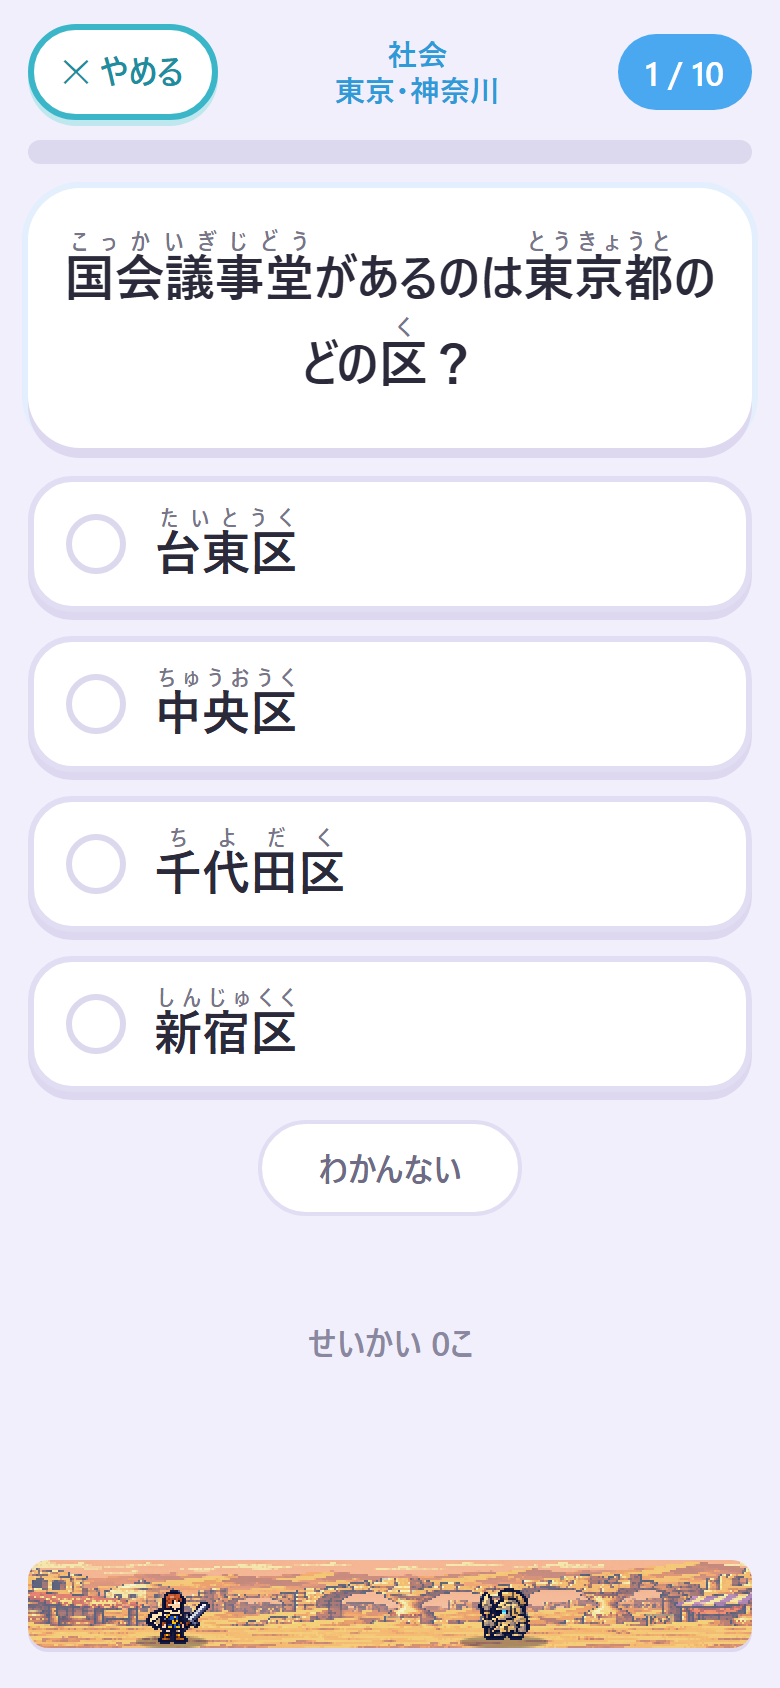 × やめる
社会
東京・神奈川
1 / 10
こっかいぎじどう とうきょうと
国会議事堂があるのは東京都の
く
どの区？
たいとうく
台東区
ちゅうおうく
中央区
ちよだく
千代田区
しんじゅくく
新宿区
わかんない
せいかい 0こ